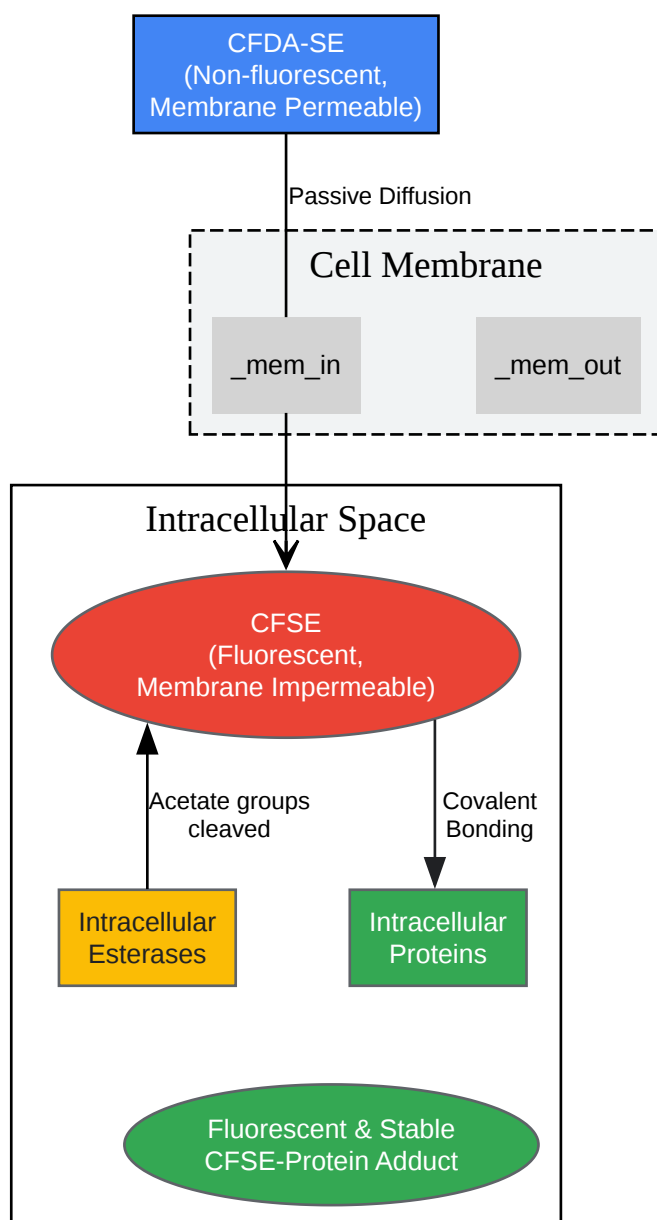 CFDA-SE
(Non-fluorescent,
Membrane Permeable)
Passive Diffusion
Cell Membrane
_mem_in
_mem_out
Intracellular Space
CFSE
(Fluorescent,
Membrane Impermeable)
Acetate groups
cleaved
Covalent
Bonding
Intracellular
Esterases
Intracellular
Proteins
Fluorescent & Stable
CFSE-Protein Adduct